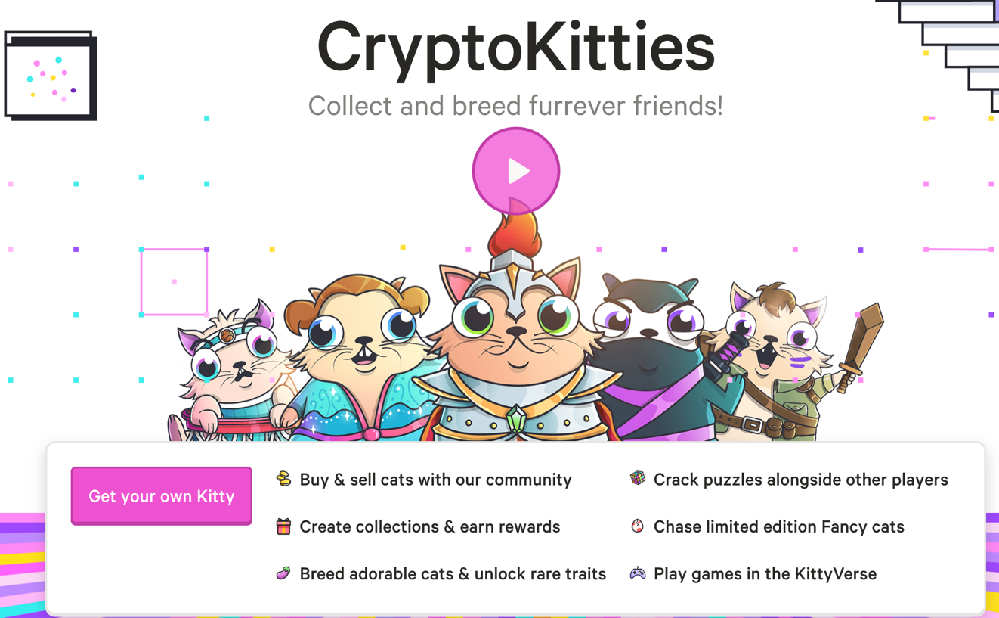 CryptoKitties
Collect and breed furrever friends!
Get your own Kitty
Buy & sell cats with our community
Create collections & earn rewards
Breed adorable cats & unlock rare traits
Crack puzzles alongside other players
Chase limited edition Fancy cats
Play games in the KittyVerse